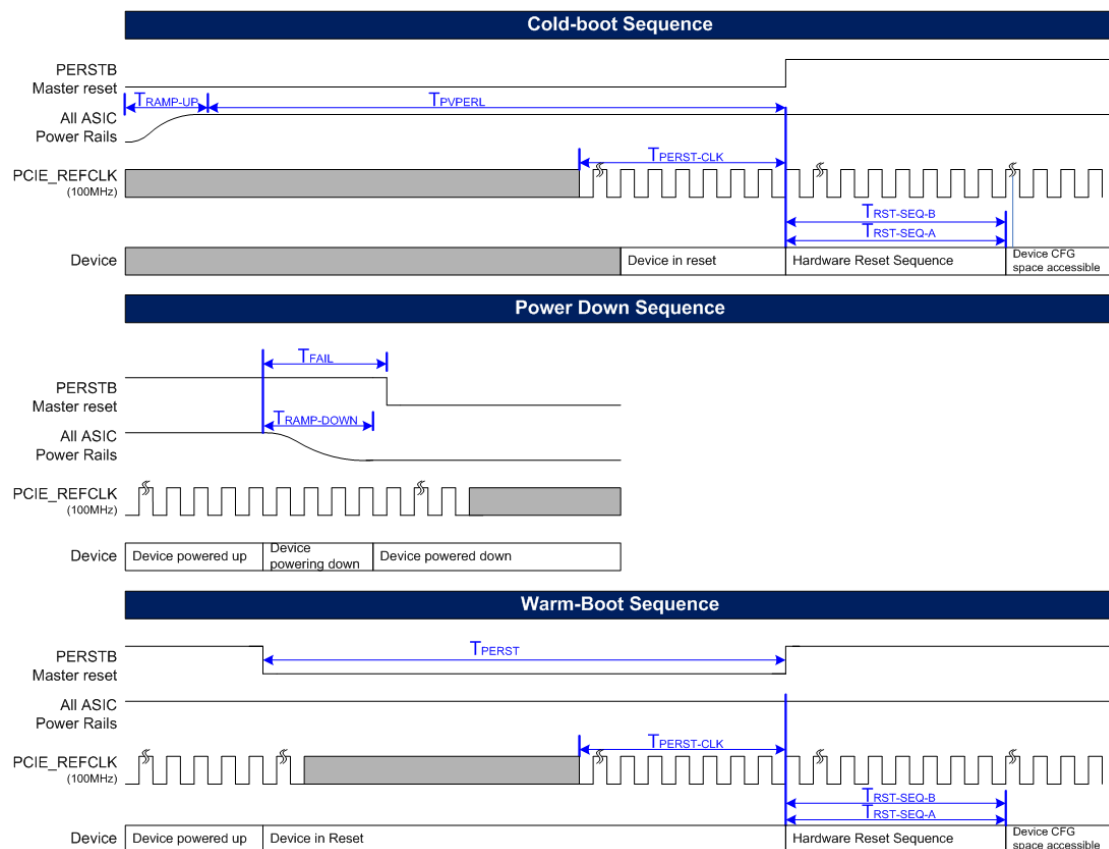 Cold-boot Sequence
PERSTB
Master reset
TRAMP-UP
TPVPERL
All ASIC
Power Rails
TPERST-CLK
PCIE_REFCLK
(100MHz)
TRST-SEQ-B
TRST-SEQ-A
Device
Device in reset
Hardware Reset Sequence
Device CFG
space accessible
Power Down Sequence
TFAIL
PERSTB
Master reset
TRAMP-DOWN
All ASIC
Power Rails
PCIE_REFCLK
(100MHz)
Device
Device powered up
Device
powering down
Device powered down
Warm-Boot Sequence
TPERST
PERSTB
Master reset
All ASIC
Power Rails
TPERST-CLK
PCIE_REFCLK
(100MHz)
TRST-SEQ-B
TRST-SEQ-A
Device
Device powered up
Device in Reset
Hardware Reset Sequence
Device CFG
space accessible